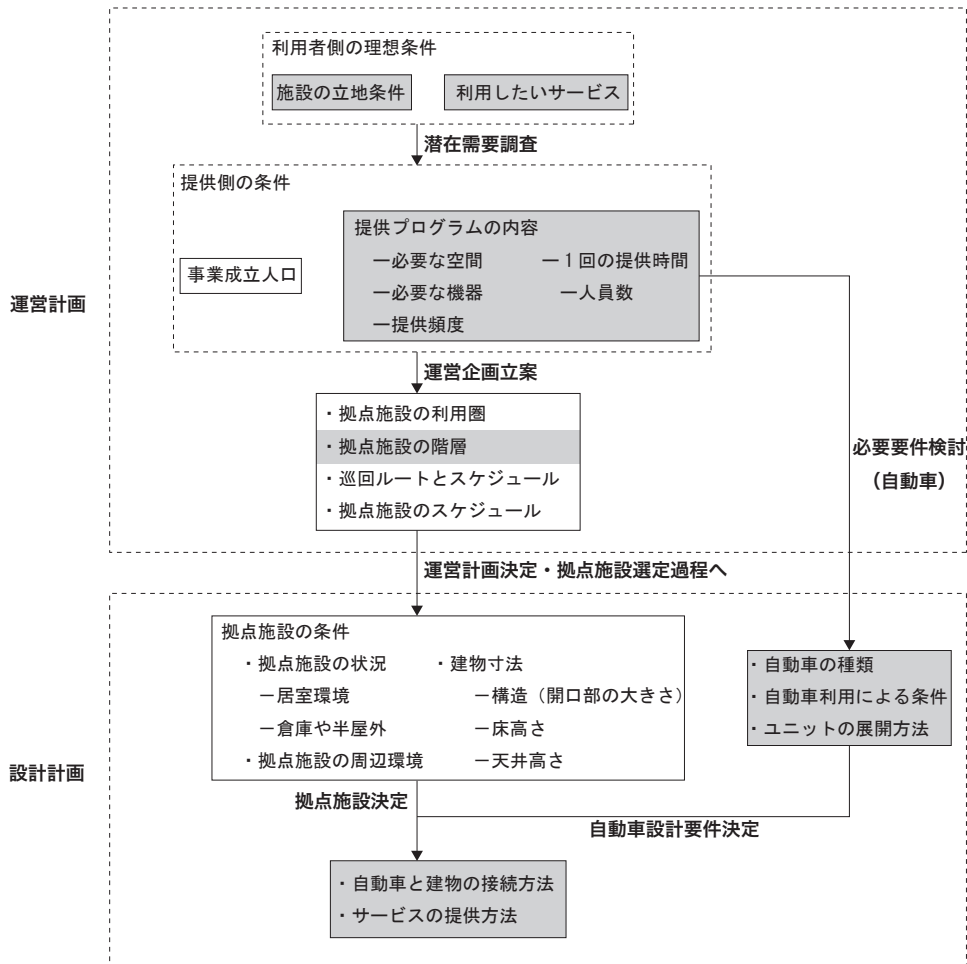 利用者側の理想条件
施設の立地条件
利用したいサービス
潜在需要調査
提供側の条件
事業成立人口
提供プログラムの内容
ー必要な空間
ー１回の提供時間
ー必要な機器
ー人員数
ー提供頻度
運営計画
運営企画立案
・拠点施設の利用圏
・拠点施設の階層
・巡回ルートとスケジュール
・拠点施設のスケジュール
必要要件検討
（自動車）
運営計画決定・拠点施設選定過程へ
拠点施設の条件
・拠点施設の状況
ー居室環境
ー倉庫や半屋外
・拠点施設の周辺環境
・建物寸法
ー構造（開口部の大きさ）
ー床高さ
ー天井高さ
・自動車の種類
・自動車利用による条件
・ユニットの展開方法
設計計画
拠点施設決定
自動車設計要件決定
・自動車と建物の接続方法
・サービスの提供方法